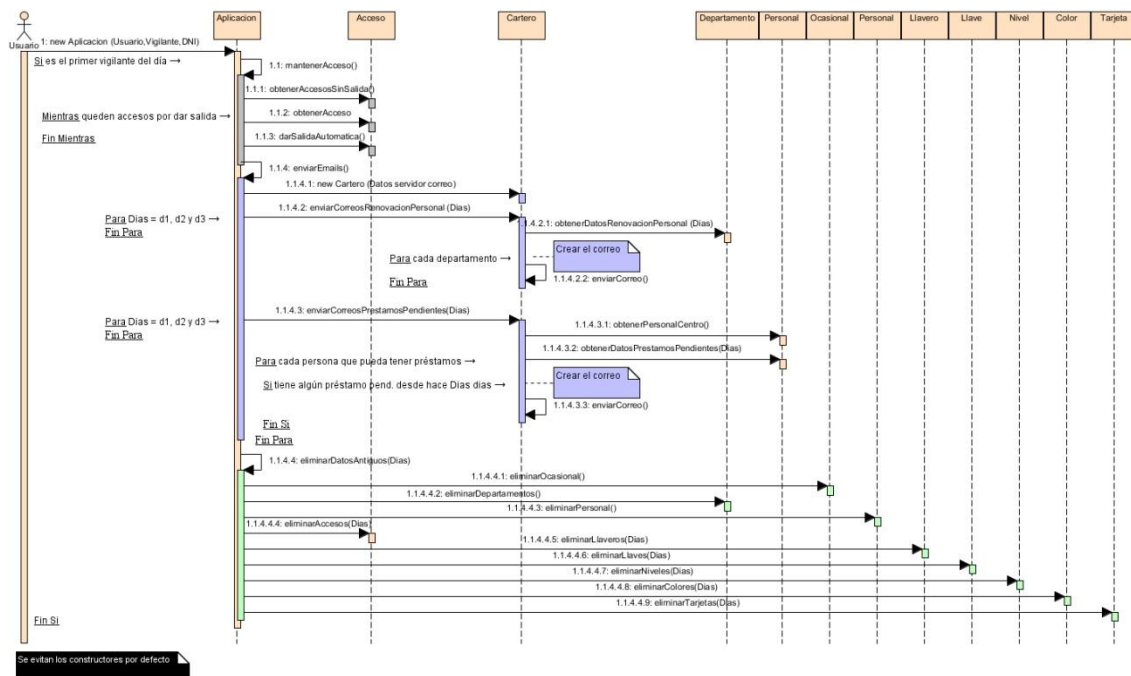 Aplicacion
Acceso
Cartero
Departamento
Personal
Ocasional
Personal
Llavero
Llave
Nivel
Color
Tarjeta
Usuario
1: new Aplicacion (Usuario,Vigilante,DNI)
Si es el primer vigilante del día →
1.1: mantenerAcceso()
1.1.1: obtenerAccesosSinSalida()
Mientras queden accesos por dar salida →
1.1.2: obtenerAcceso
Fin Mientras
1.1.3: darSalidaAutomatica()
1.1.4: enviarEmails()
1.1.4.1: new Cartero (Datos servidor correo)
1.1.4.2: enviarCorreosRenovacionPersonal (Dias)
Para Dias = d1, d2 y d3 →
Fin Para
1.1.4.2.1: obtenerDatosRenovacionPersonal (Dias)
Crear el correo
Para cada departamento →
1.1.4.2.2: enviarCorreo()
Fin Para
1.1.4.3: enviarCorreosPrestamosPendientes(Dias)
Para Dias = d1, d2 y d3 →
Fin Para
1.1.4.3.1: obtenerPersonalCentro()
1.1.4.3.2: obtenerDatosPrestamosPendientes(Dias)
Para cada persona que pueda tener préstamos →
Crear el correo
Si tiene algún préstamo pend. desde hace Dias dias →
1.1.4.3.3: enviarCorreo()
Fin Si
Fin Para
1.1.4.4: eliminarDatosAntiguos(Dias)
1.1.4.4.1: eliminarOcasional()
1.1.4.4.2: eliminarDepartamentos()
1.1.4.4.3: eliminarPersonal()
1.1.4.4.4: eliminarAccesos(Dias)
1.1.4.4.5: eliminarLlaveros(Dias)
1.1.4.4.6: eliminarLlaves(Dias)
1.1.4.4.7: eliminarNiveles(Dias)
1.1.4.4.8: eliminarColores(Dias)
1.1.4.4.9: eliminarTarjetas(Dias)
Fin Si
Se evitan los constructores por defecto